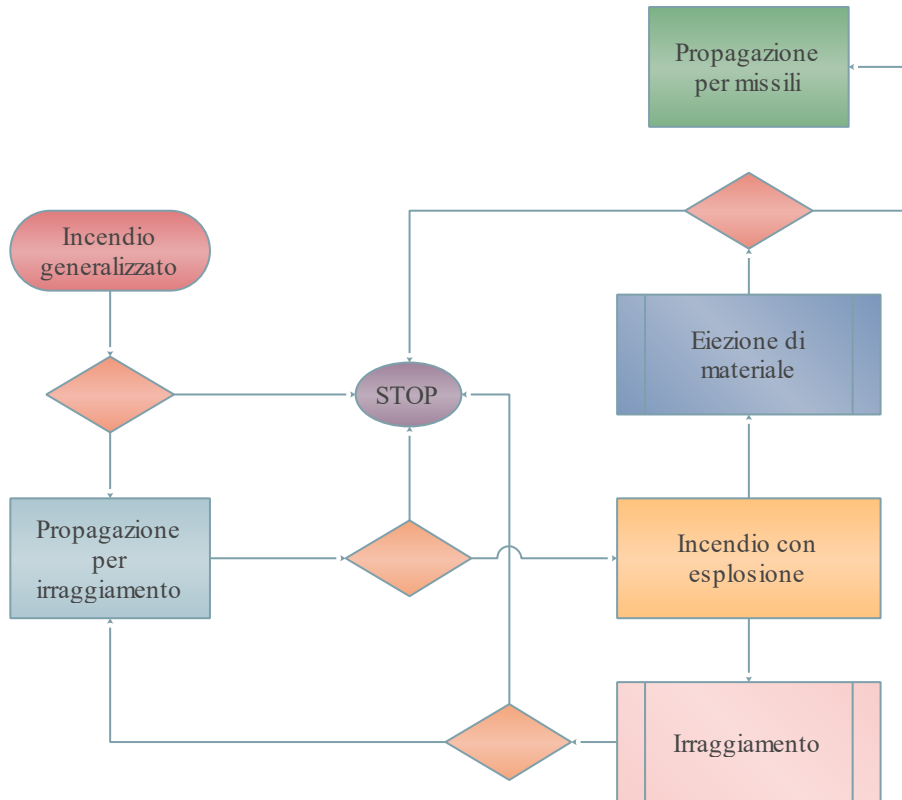 Propagazione
per missili
Incendio
generalizzato
Eiezione di
materiale
STOP
Propagazione
per
irraggiamento
Incendio con
esplosione
Irraggiamento